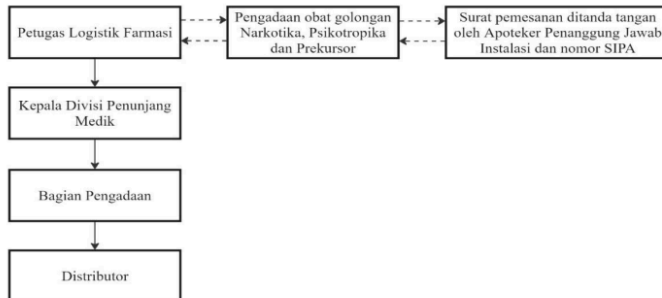 Petugas Logistik Farmasi
Pengadaan obat golongan
Narkotika, Psikotropika
dan Prekursor
Surat pemesanan ditanda tangan
oleh Apoteker Penanggung Jawab
Instalasi dan nomor SIPA
Kepala Divisi Penunjang
Medik
Bagian Pengadaan
Distributor